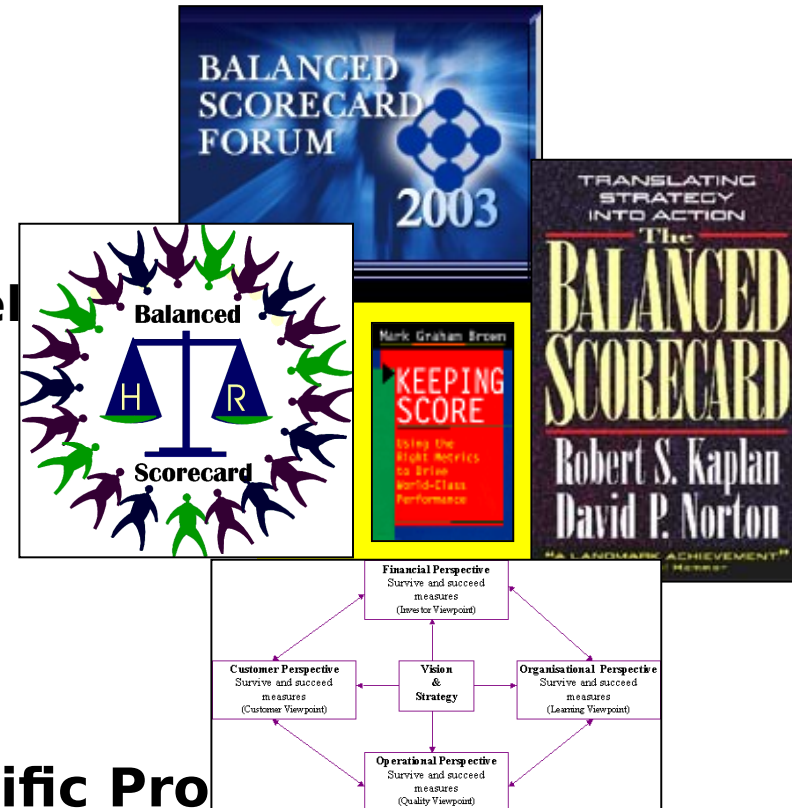 BALANCED
SCORECARD
FORUM
2003
TRANSLATING
STRATEGY
INTO ACTION
The
BALANCED
SCORECARD
Robert S. Kaplan
David P. Norton
"A LANDMARK ACHIEVEMENT"
Hammer
el
Balanced
H R
Scorecard
Mark Graham Brown
KEEPING
SCORE
Using the
Right Metrics
to Drive
World-Class
Performance
Financial Perspective
Survive and succeed
measures
(Investor Viewpoint)
Customer Perspective
Survive and succeed
measures
(Customer Viewpoint)
Vision
&
Strategy
Organisational Perspective
Survive and succeed
measures
(Learning Viewpoint)
Operational Perspective
Survive and succeed
measures
(Quality Viewpoint)
ific Pro